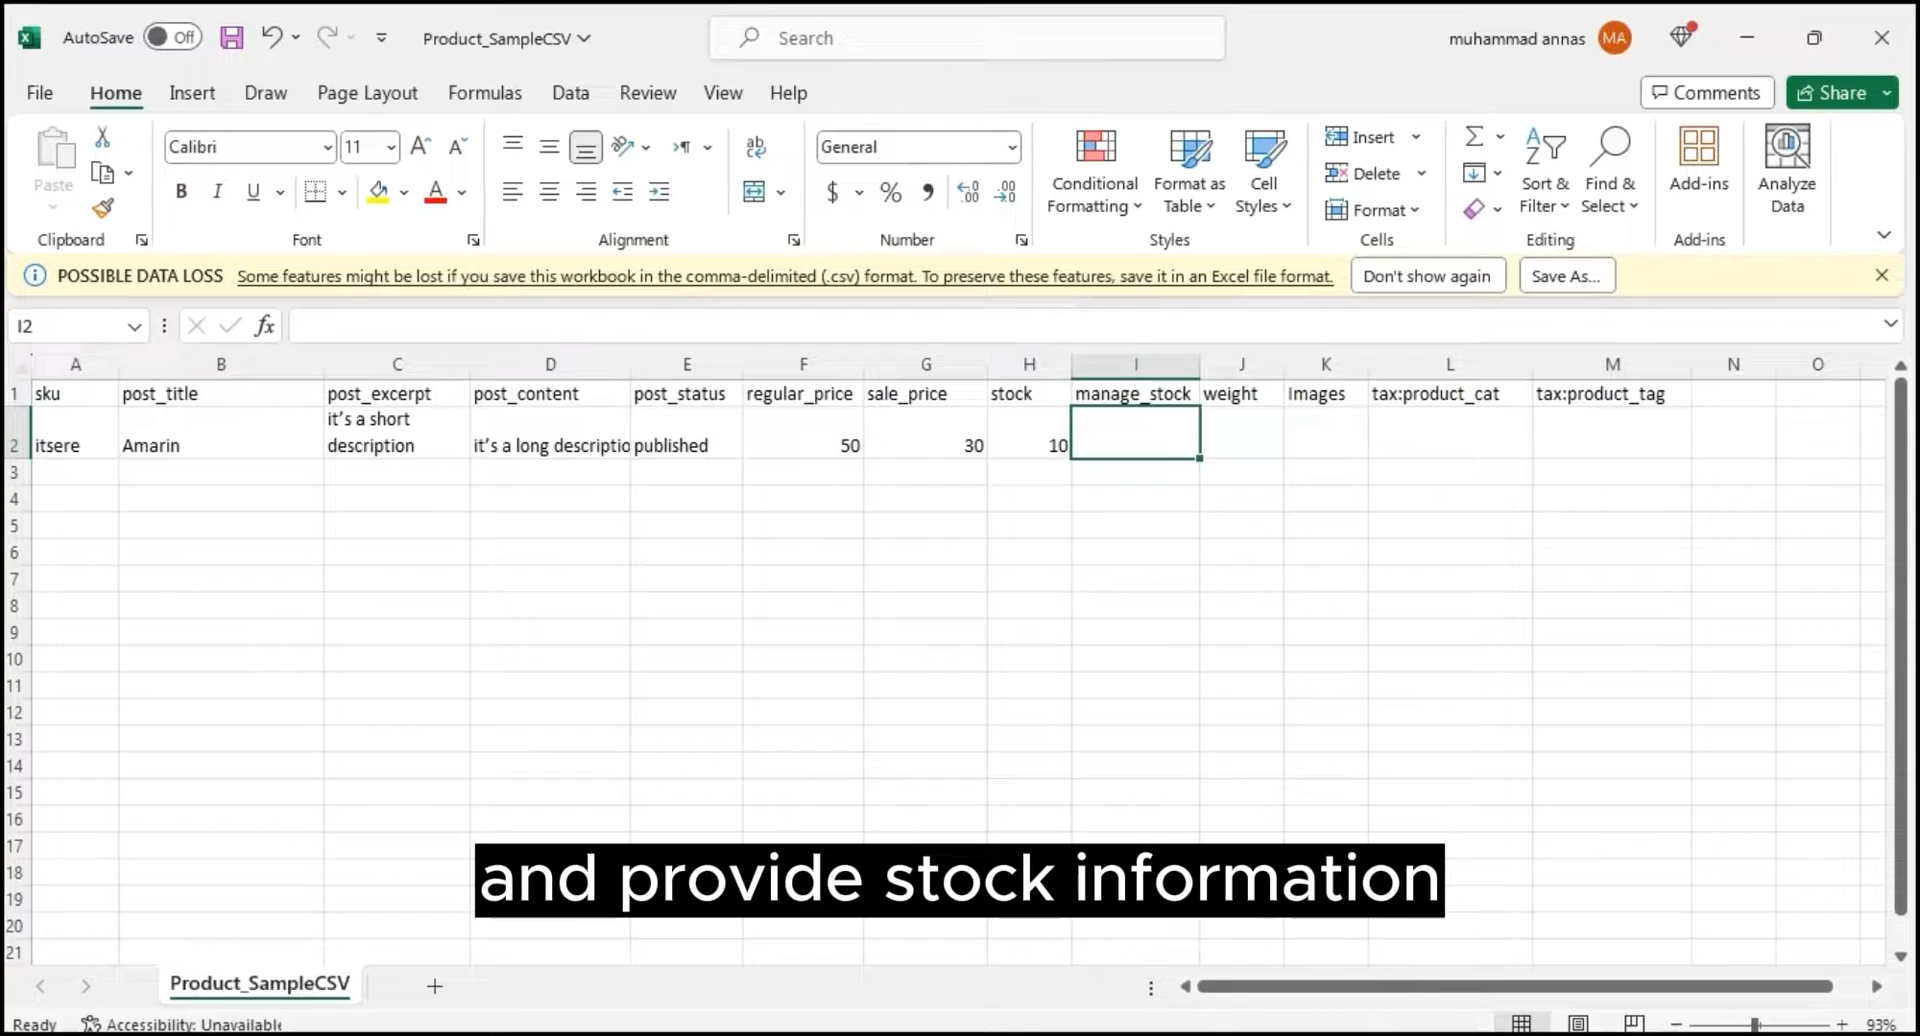 AutoSave Off Product_SampleCSV Search muhammad annas MA
File Home Insert Draw Page Layout Formulas Data Review View Help Comments Share
Paste Calibri 11 General Conditional Formatting Format as Table Cell Styles Insert Delete Format Sort & Filter Find & Select Add-ins Analyze Data
Clipboard Font Alignment Number Styles Cells Editing Add-ins
POSSIBLE DATA LOSS Some features might be lost if you save this workbook in the comma-delimited (.csv) format. To preserve these features, save it in an Excel file format. Don't show again Save As...
I2 fx
A B C D E F G H I J K L M N O
1 sku post_title post_excerpt post_content post_status regular_price sale_price stock manage_stock weight Images tax:product_cat tax:product_tag
it's a short
2 itsere Amarin description it's a long descriptio published 50 30 10
3
4
5
6
7
8
9
10
11
12
13
14
15
16
17
18
19
20
21
and provide stock information
Product_SampleCSV
Ready Accessibility: Unavailable 93%